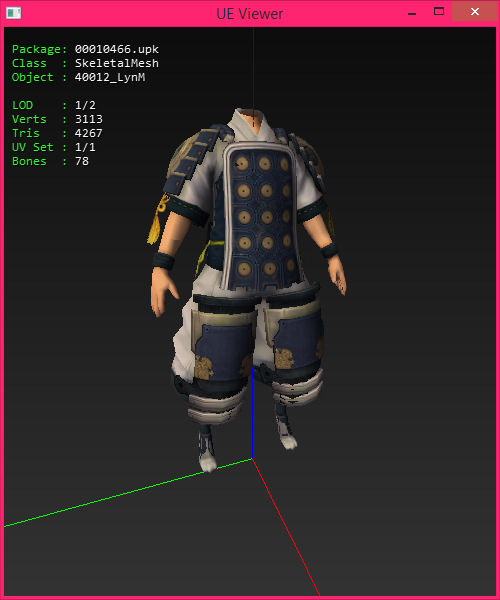 UE Viewer
Package: 00010466.upk
Class : SkeletalMesh
Object : 40012_LynM
LOD : 1/2
Verts : 3113
Tris : 4267
UV Set : 1/1
Bones : 78